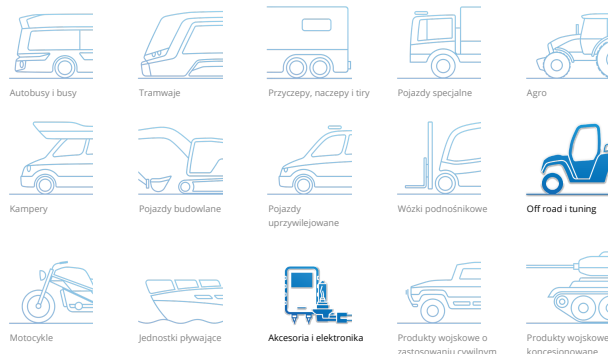 Autobusy i busy
Tramwaje
Przyczepy, naczepy i tiry
Pojazdy specjalne
Agro
Kampery
Pojazdy budowlane
Pojazdy
uprzywilejowane
Wózki podnośnikowe
Off road i tuning
Motocykle
Jednostki pływające
Akcesoria i elektronika
Produkty wojskowe o
zastosowaniu cywilnym
Produkty wojskowe
koncesjonowane